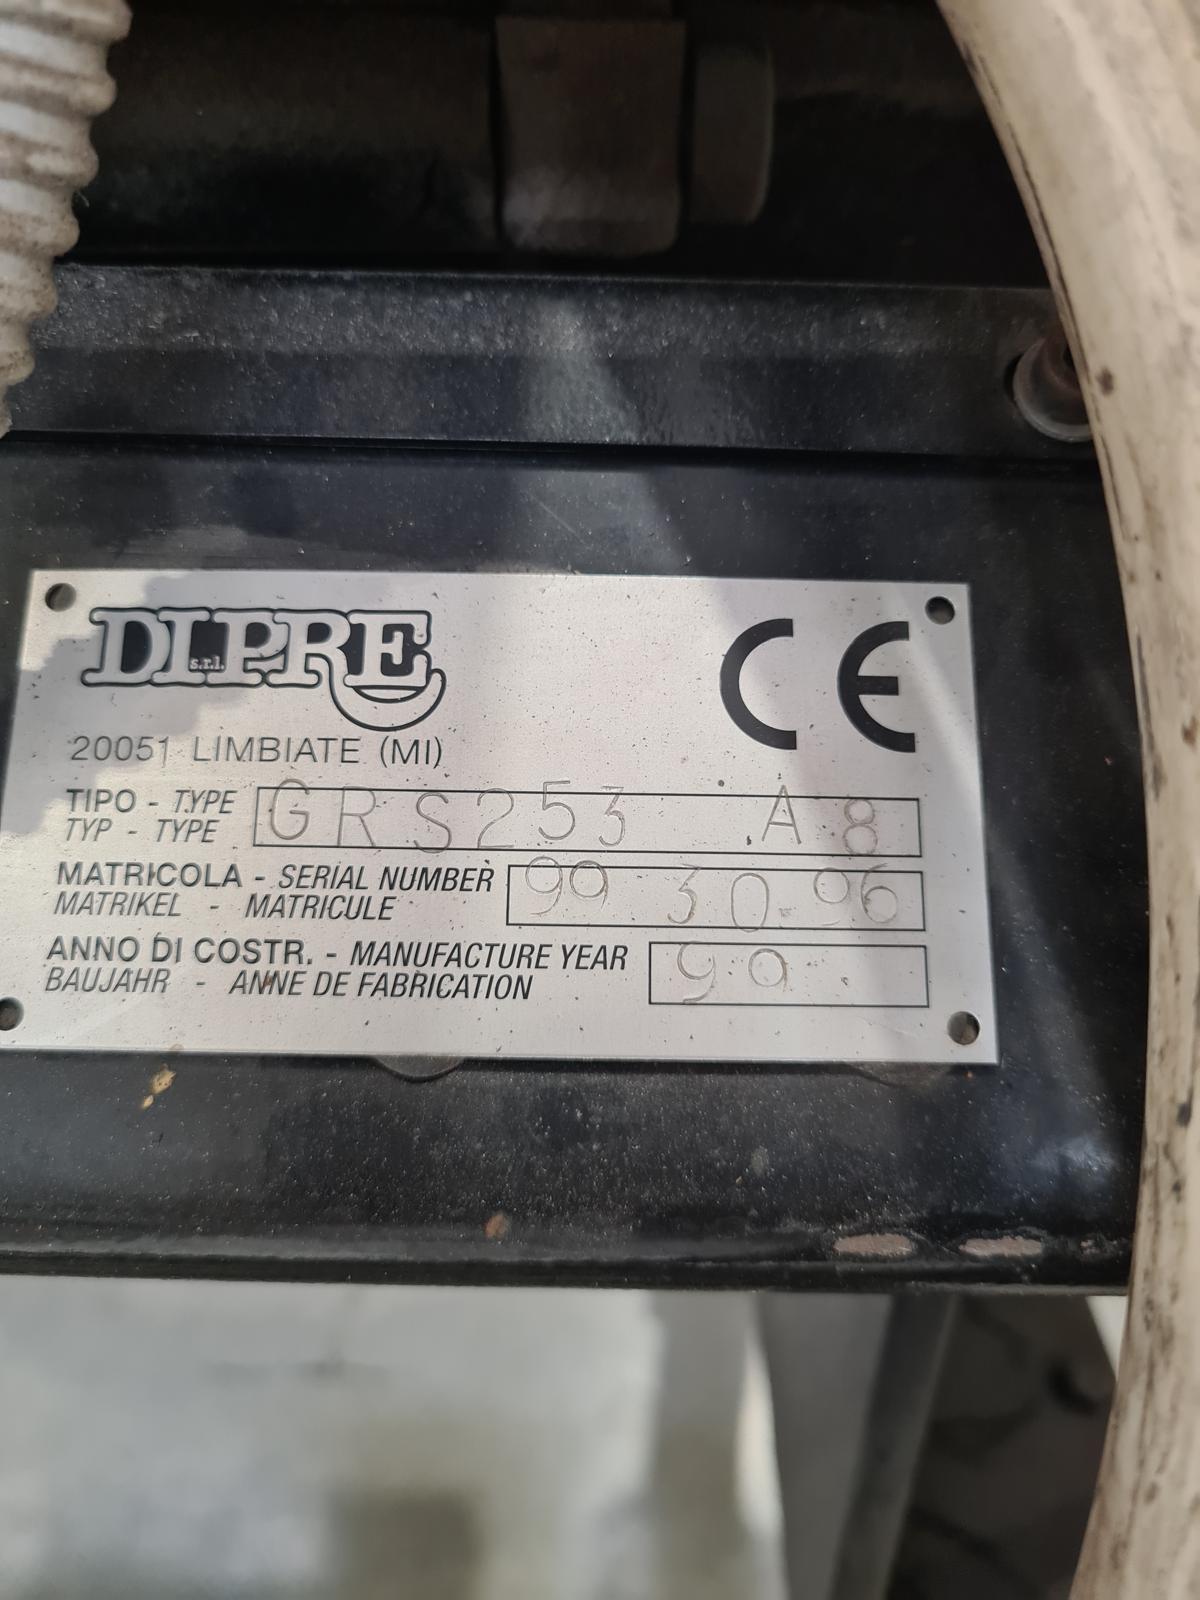 DIPRE s.r.l.
CE
20051 LIMBIATE (MI)
TIPO - TYPE
TYP - TYPE
GRS253 A8
MATRICOLA - SERIAL NUMBER
MATRIKEL - MATRICULE
99 30 96
ANNO DI COSTR. - MANUFACTURE YEAR
BAUJAHR - ANNE DE FABRICATION
99